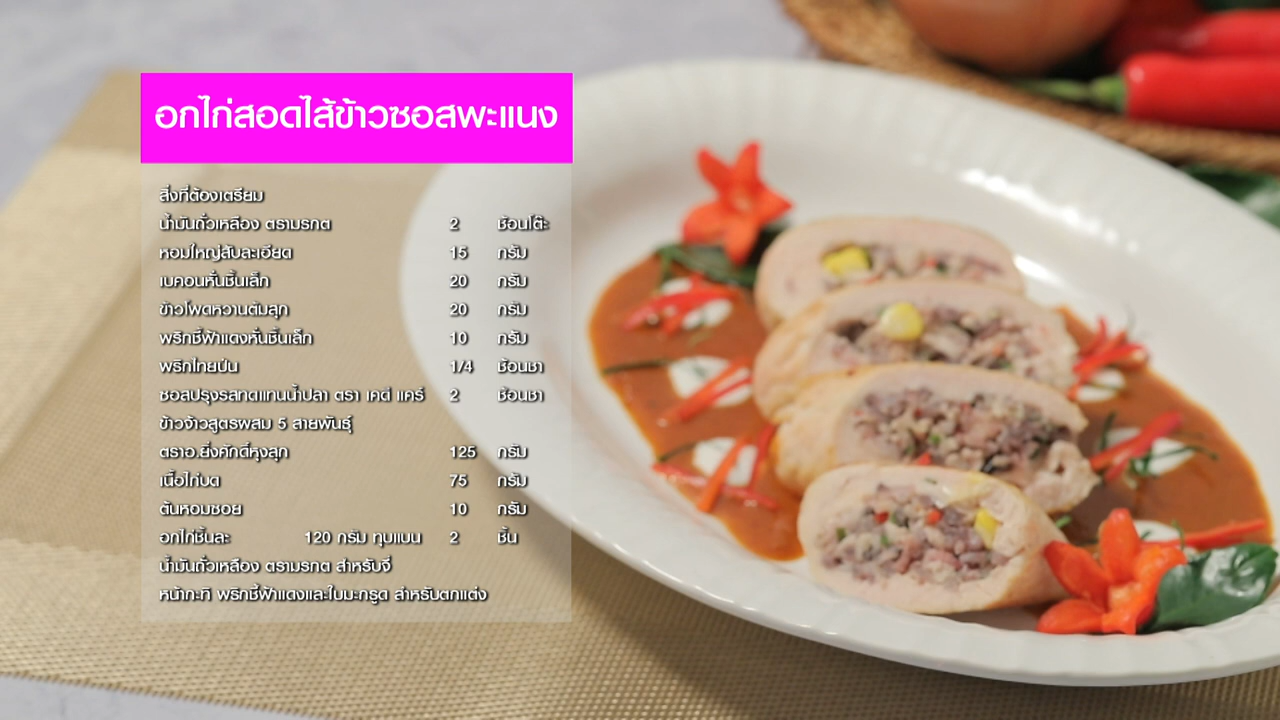 อกไก่สอดไส้ข้าวซอสพะแนง
สิ่งที่ต้องเตรียม
น้ำมันถั่วเหลือง ตรามรกต 2 ช้อนโต๊ะ
หอมใหญ่สับละเอียด 15 กรัม
เบคอนหั่นชิ้นเล็ก 20 กรัม
ข้าวโพดหวานต้มสุก 20 กรัม
พริกชี้ฟ้าแดงหั่นชิ้นเล็ก 10 กรัม
พริกไทยป่น 1/4 ช้อนชา
ซอสปรุงรสทดแทนน้ำปลา ตรา เคดี แคร์ 2 ช้อนชา
ข้าวจ้าวสูตรผสม 5 สายพันธุ์
ตราอ.ยิ่งศักดิ์หุงสุก 125 กรัม
เนื้อไก่บด 75 กรัม
ต้นหอมซอย 10 กรัม
อกไก่ชิ้นละ 120 กรัม ทุบแบน 2 ชิ้น
น้ำมันถั่วเหลือง ตรามรกต สำหรับจี่
หน้ากะทิ พริกชี้ฟ้าแดงและใบมะกรูด สำหรับตกแต่ง